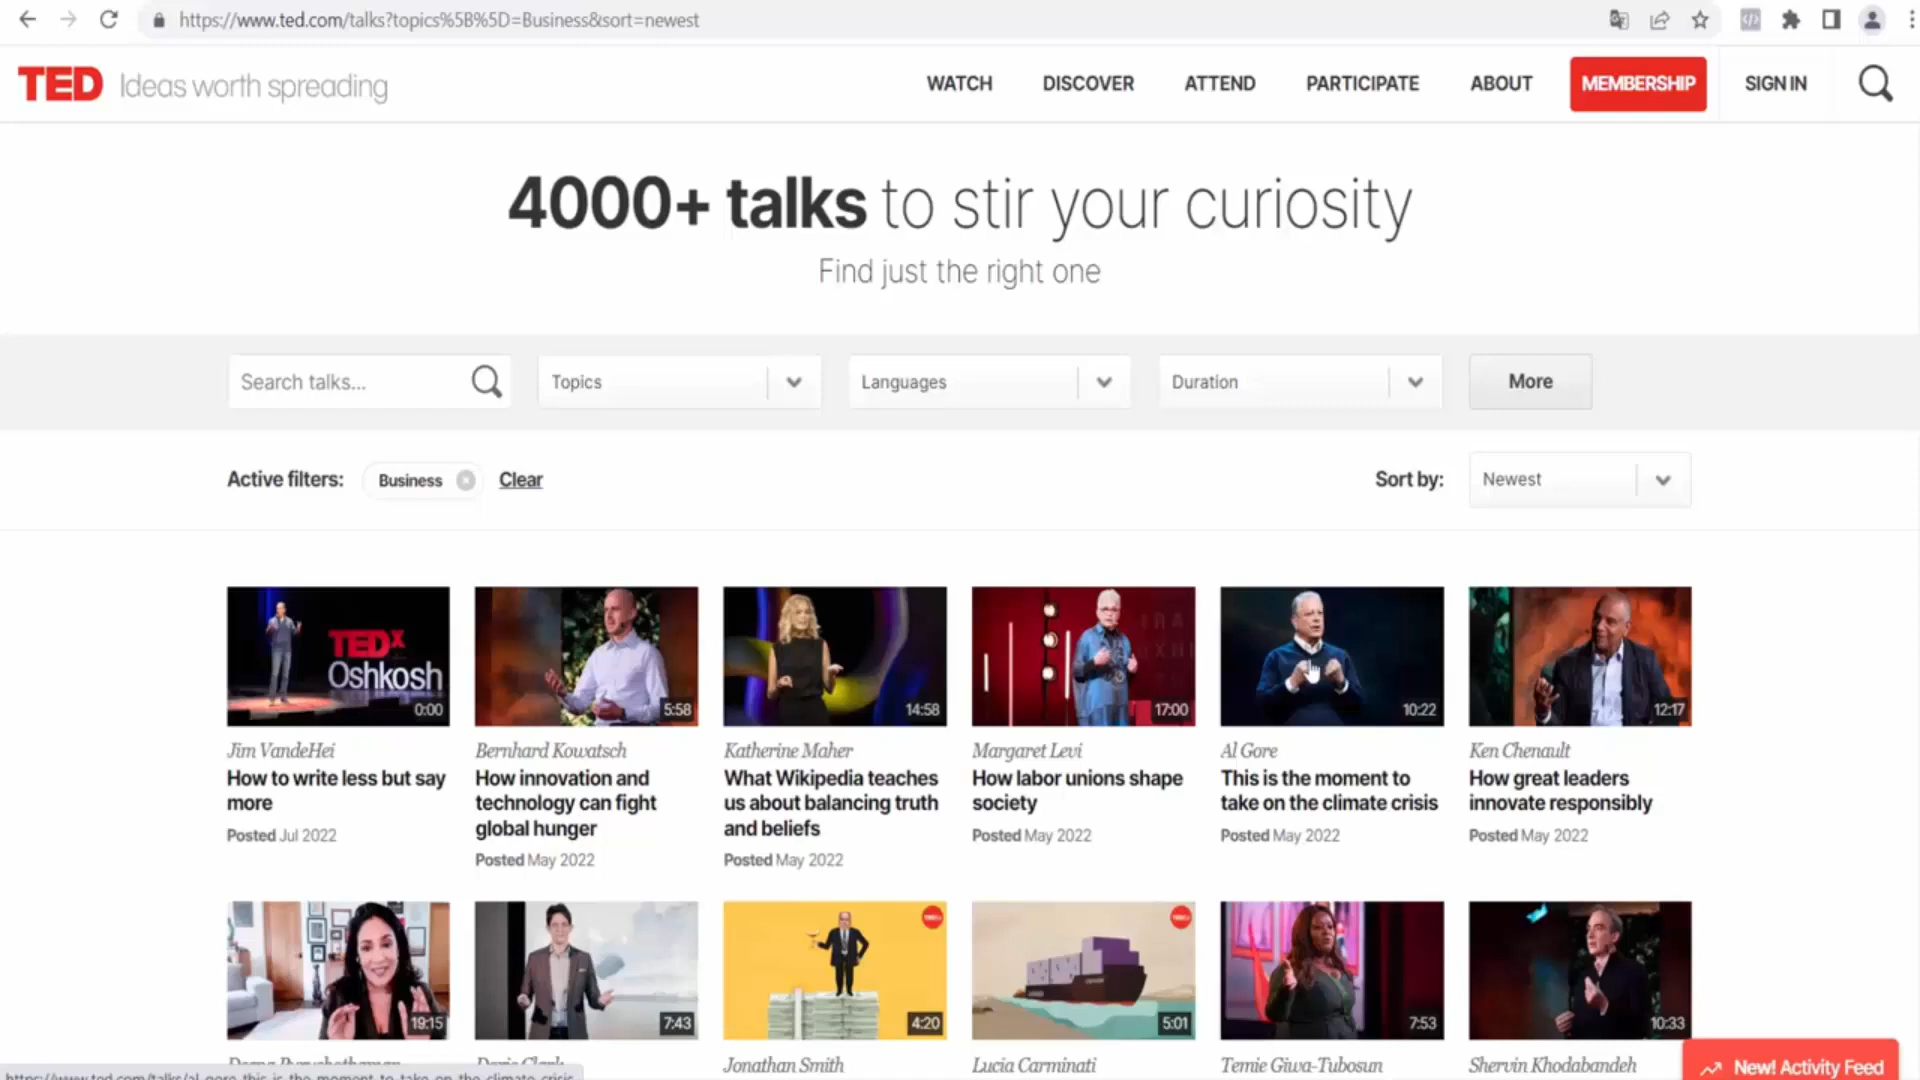 https://www.ted.com/talks?topics%5B%5D=Business&sort=newest
TED Ideas worth spreading
WATCH DISCOVER ATTEND PARTICIPATE ABOUT MEMBERSHIP SIGN IN
4000+ talks to stir your curiosity
Find just the right one
Search talks... Topics Languages Duration More
Active filters: Business Clear Sort by: Newest
TEDx
Oshkosh
0:00 5:58 14:58 17:00 10:22 12:17
Jim VandeHei
How to write less but say
more
Posted Jul 2022
Bernhard Kowatsch
How innovation and
technology can fight
global hunger
Posted May 2022
Katherine Maher
What Wikipedia teaches
us about balancing truth
and beliefs
Posted May 2022
Margaret Levi
How labor unions shape
society
Posted May 2022
Al Gore
This is the moment to
take on the climate crisis
Posted May 2022
Ken Chenault
How great leaders
innovate responsibly
Posted May 2022
19:15 7:43 4:20 5:01 7:53 10:33
Jonathan Smith
Lucia Carminati
Temie Giwa-Tubosun
Shervin Khodabandeh
New! Activity Feed